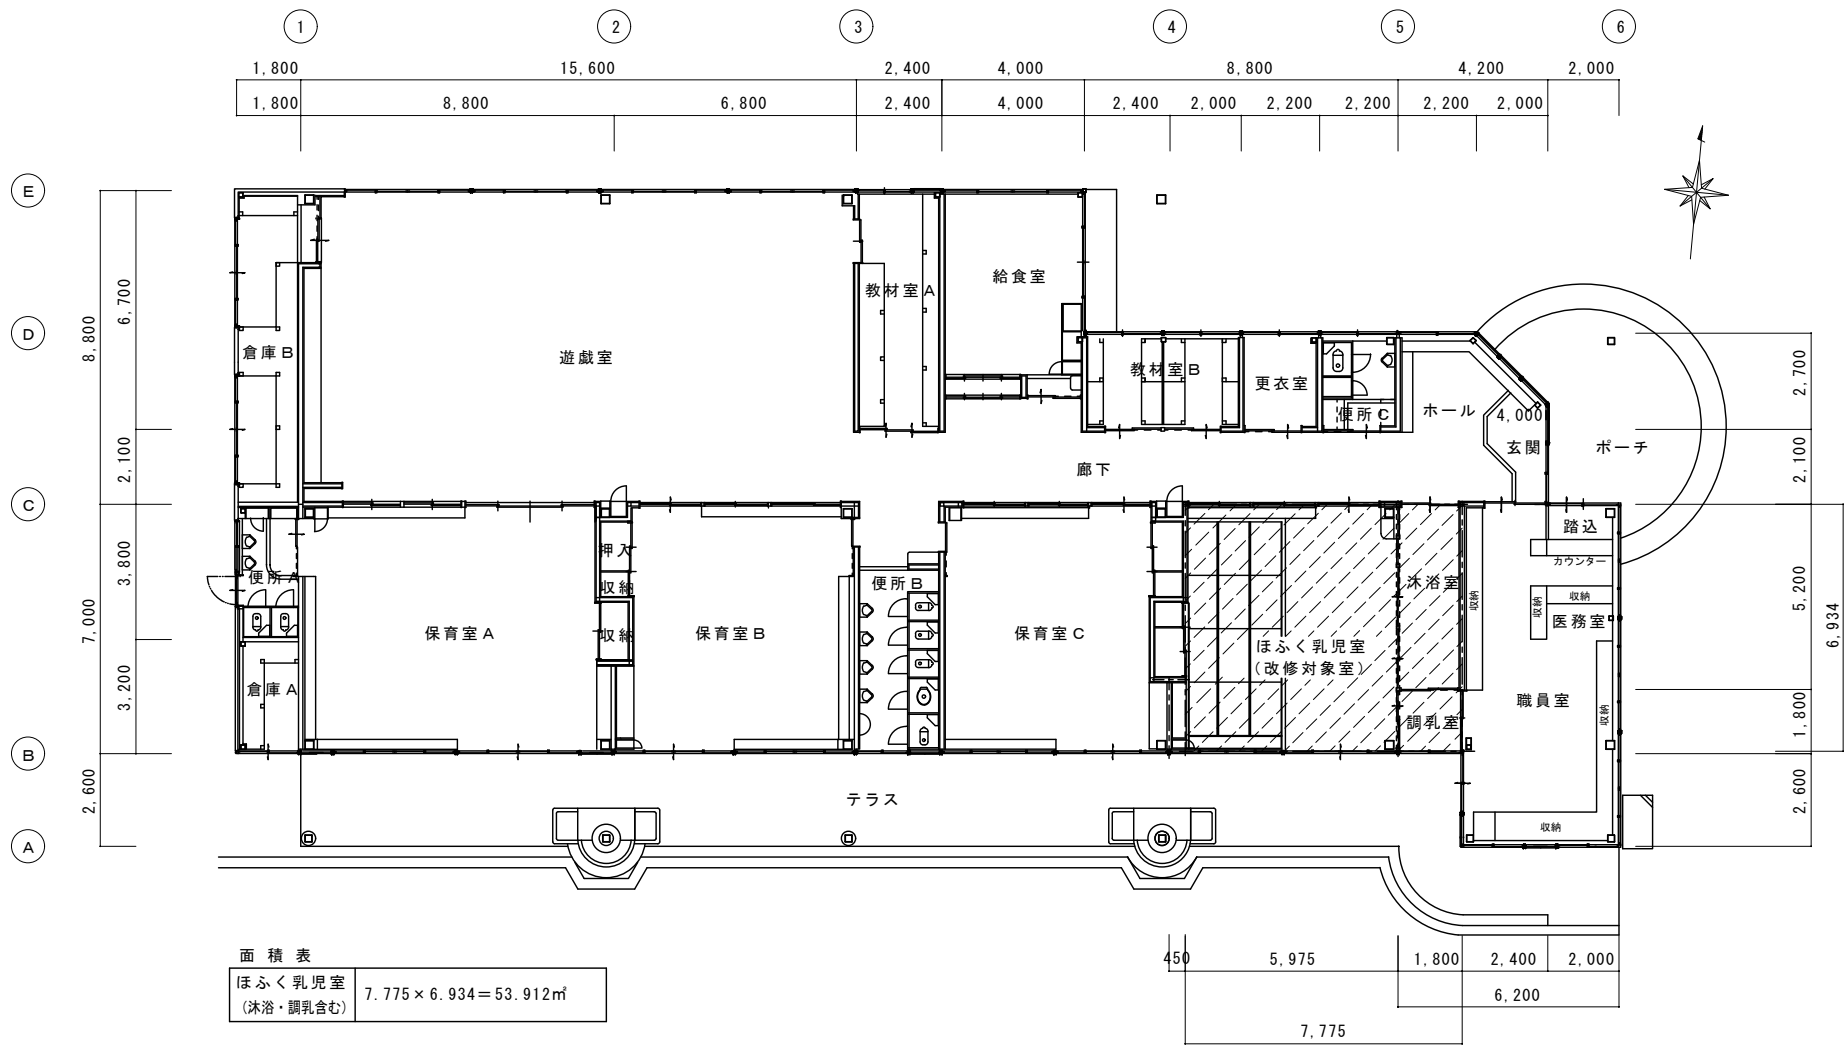 1 2 3 4 5 6
1,800 15,600 2,400 4,000 8,800 4,200 2,000
1,800 8,800 6,800 2,400 4,000 2,400 2,000 2,200 2,200 2,200 2,000
E
D
C
B
A
8,800
7,000
2,600
6,700
2,100
3,800
3,200
倉庫B
遊戯室
教材室A
給食室
教材室B
更衣室
便所C
ホール
4,000
玄関
ポーチ
廊下
2,700
2,100
5,200
1,800
2,600
6,934
便所A
倉庫A
保育室A
押入
収納
収納
保育室B
便所B
保育室C
ほふく乳児室
(改修対象室)
沐浴室
調乳室
収納
踏込
カウンター
収納
収納
医務室
職員室
収納
収納
テラス
450 5,975 1,800 2,400 2,000
6,200
7,775
面積表
ほふく乳児室
(沐浴・調乳含む)
7.775×6.934=53.912㎡